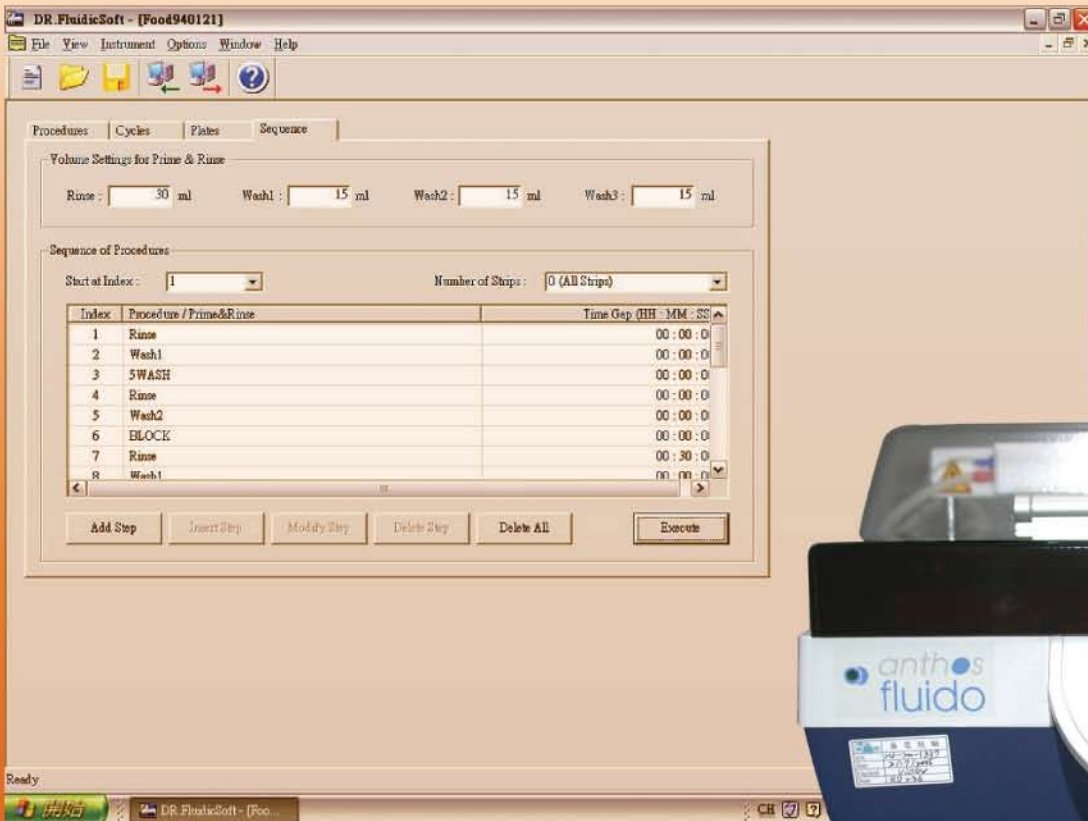 DR.FluidicSoft - [Food940121]
File View Instrument Options Window Help
Procedures Cycles Plates Sequence
Volume Settings for Prime & Rinse
Rinse : 30 ml Wash1 : 15 ml Wash2 : 15 ml Wash3 : 15 ml
Sequence of Procedures
Start at Index : 1 Number of Strips : 0 (All Strips)
Index Procedure / Prime&Rinse Time Gap (HH : MM : SS
1 Rinse 00 : 00 : 0
2 Wash1 00 : 00 : 0
3 5WASH 00 : 00 : 0
4 Rinse 00 : 00 : 0
5 Wash2 00 : 00 : 0
6 BLOCK 00 : 00 : 0
7 Rinse 00 : 30 : 0
8 Wash1 00 : 00 : 0
Add Step Insert Step Modify Step Delete Step Delete All Execute
anthos
fluido
Ready
開始 DR.FluidicSoft - [Foo... CH